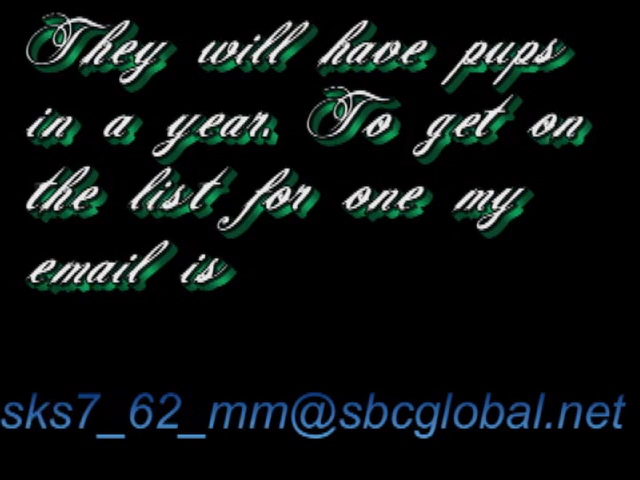 They will have pups
in a year. To get on
the list for one my
email is
sks7_62_mm@sbcglobal.net